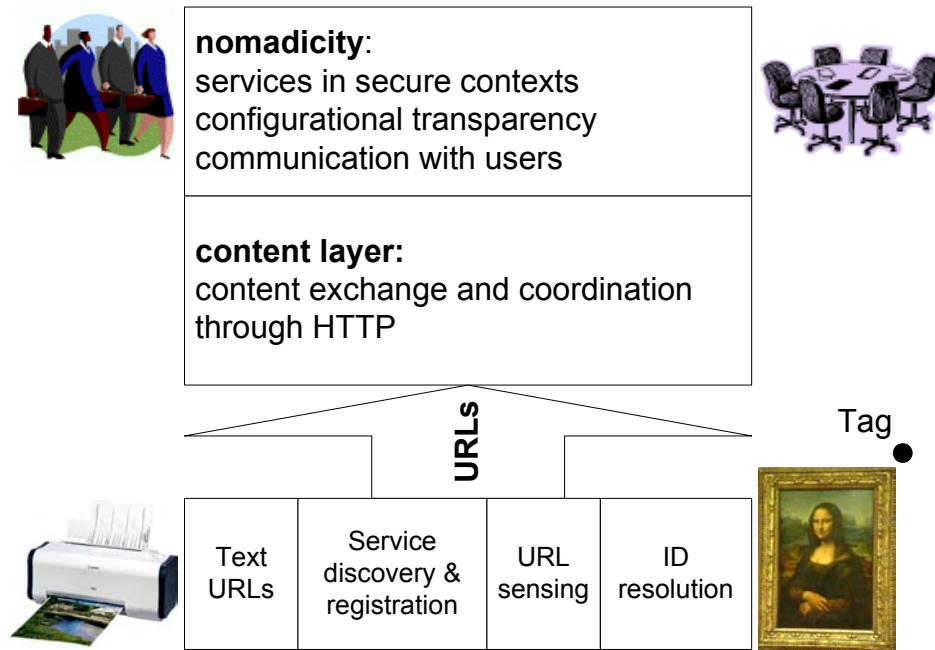 nomadicity:
services in secure contexts
configurational transparency
communication with users
content layer:
content exchange and coordination
through HTTP
URLs
Tag
Text
URLs
Service
discovery &
registration
URL
sensing
ID
resolution